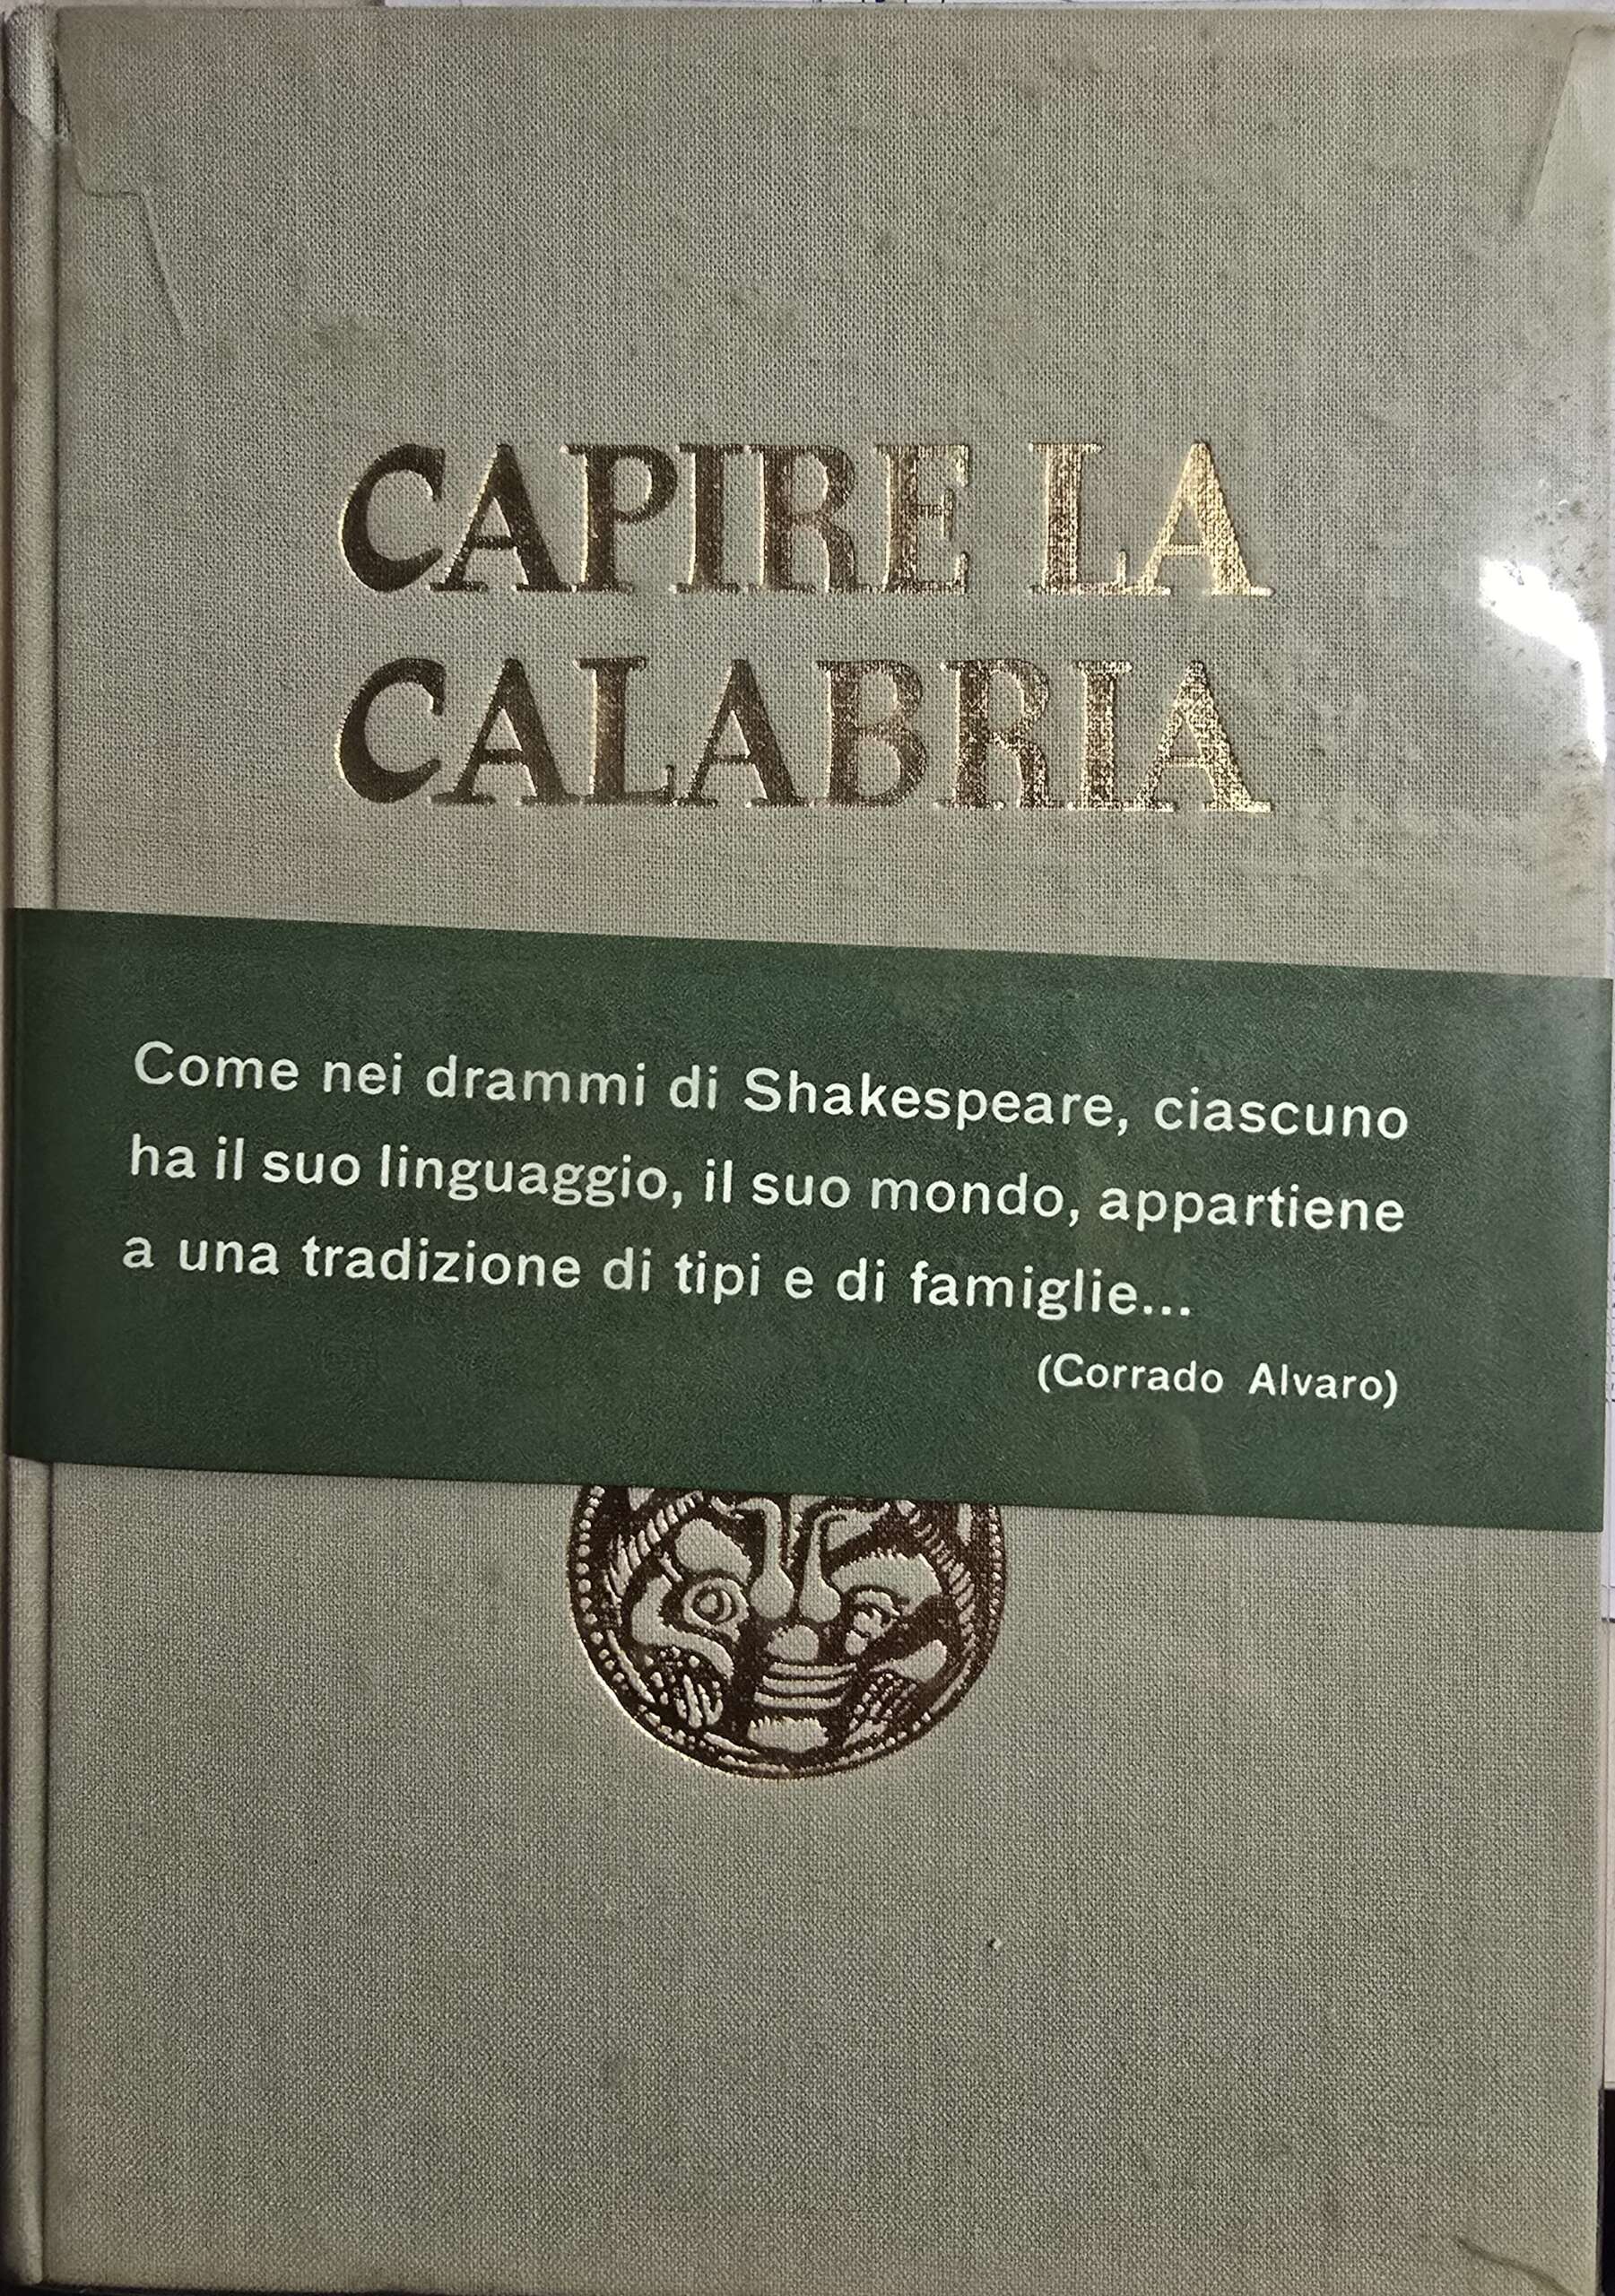 CAPIRE LA
CALABRIA
Come nei drammi di Shakespeare, ciascuno
ha il suo linguaggio, il suo mondo, appartiene
a una tradizione di tipi e di famiglie...
(Corrado Alvaro)